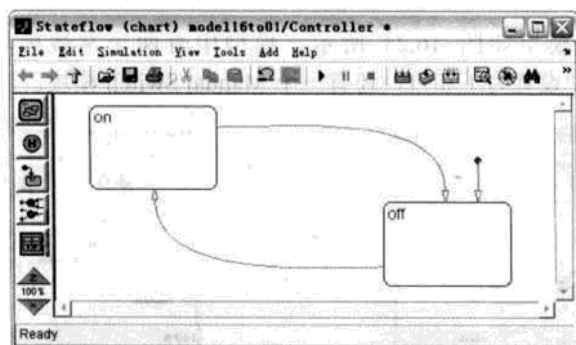 Stateflow (chart) model16to01/Controller *
File Edit Simulation View Tools Add Help
on
off
100%
Ready